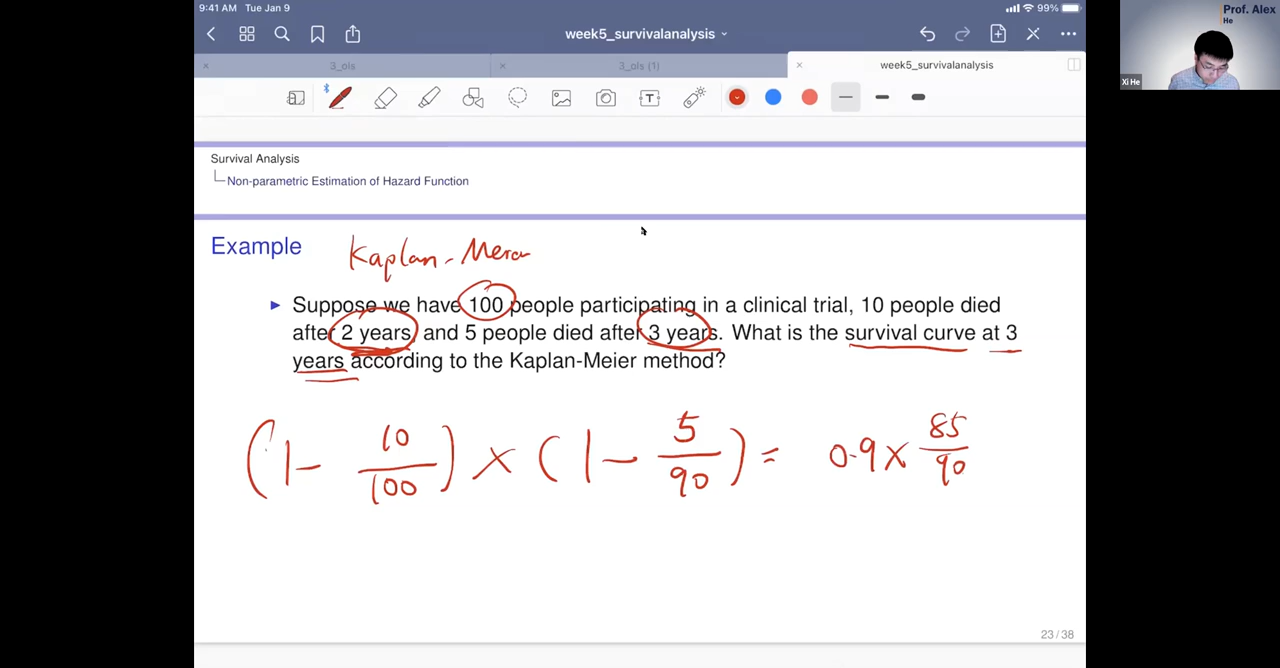 9:41 AM Tue Jan 9
99%
week5_survivalanalysis
3_ols
3_ols (1)
week5_survivalanalysis
Prof. Alex
He
Xi He
Survival Analysis
Non-parametric Estimation of Hazard Function
Example
Kaplan-Meier
Suppose we have 100 people participating in a clinical trial, 10 people died
after 2 years, and 5 people died after 3 years. What is the survival curve at 3
years according to the Kaplan-Meier method?
(1 - 10/100) × (1 - 5/90) = 0.9 × 85/90
23 / 38